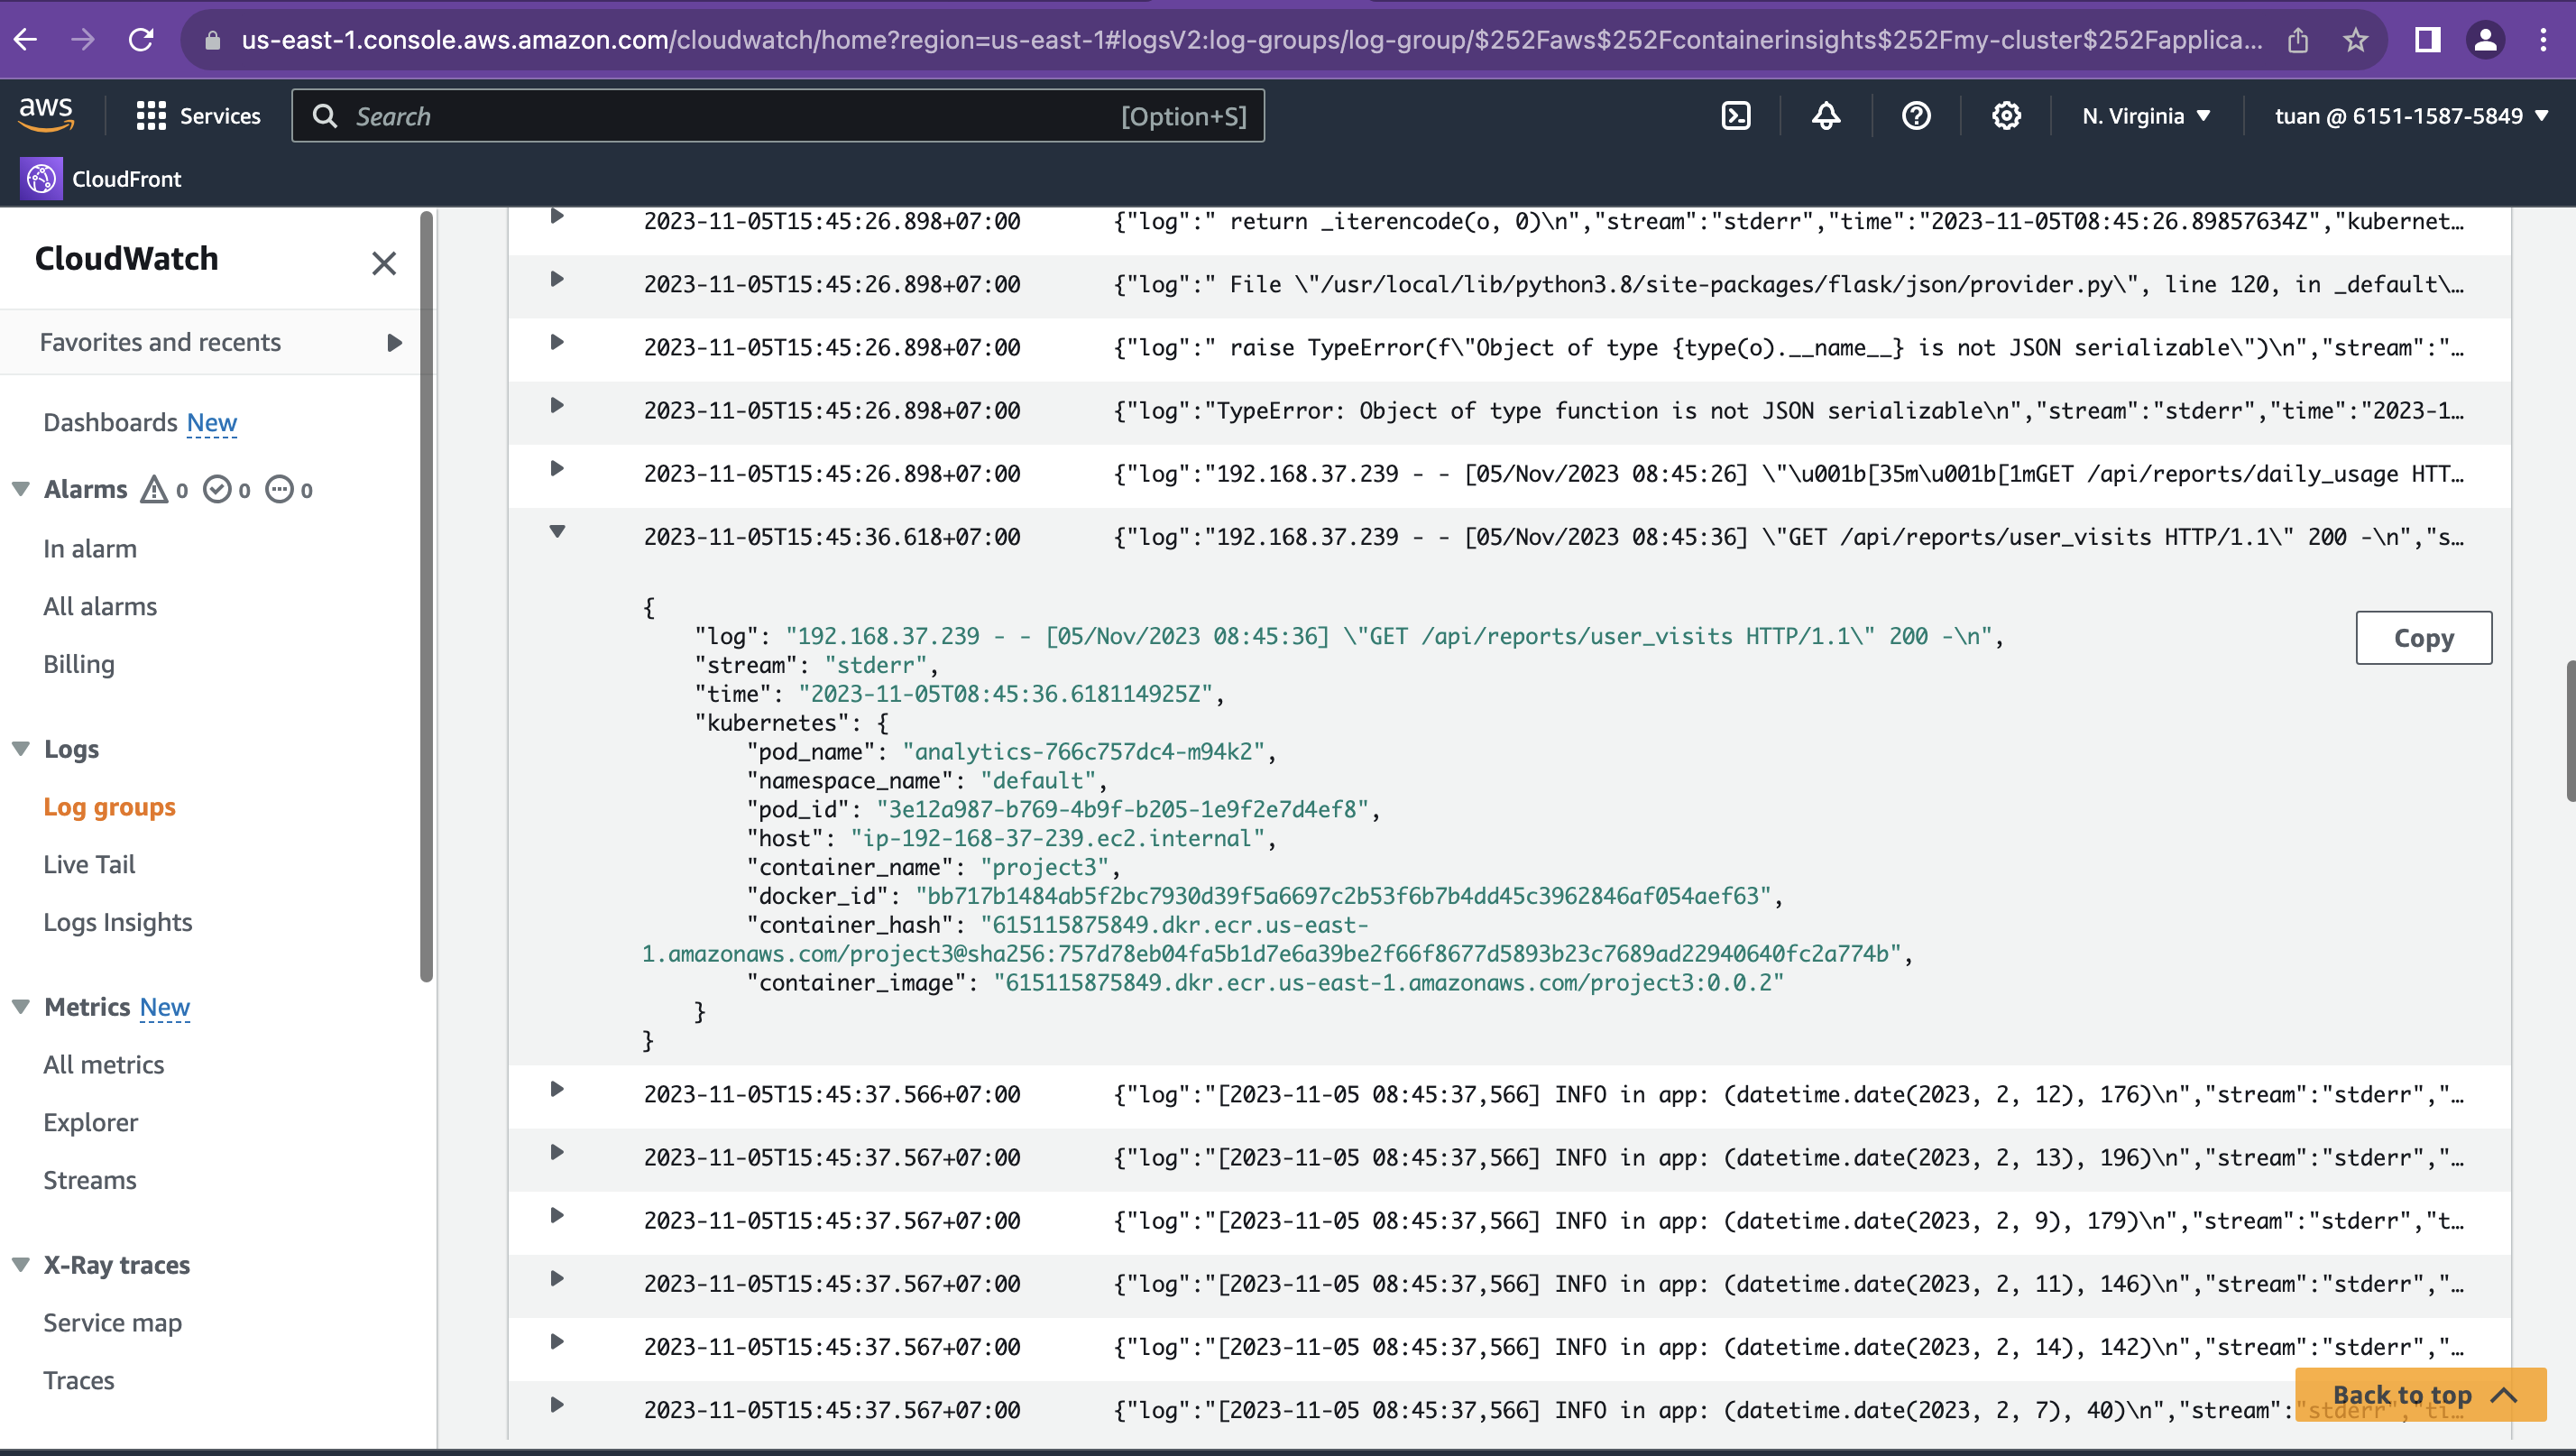 us-east-1.console.aws.amazon.com/cloudwatch/home?region=us-east-1#logsV2:log-groups/log-group/$252Faws$252Fcontainerinsights$252Fmy-cluster$252Fapplica...
aws
Services
Search
[Option+S]
N. Virginia
tuan @ 6151-1587-5849
CloudFront
CloudWatch
Favorites and recents
Dashboards New
Alarms 0 0 0
In alarm
All alarms
Billing
Logs
Log groups
Live Tail
Logs Insights
Metrics New
All metrics
Explorer
Streams
X-Ray traces
Service map
Traces
2023-11-05T15:45:26.898+07:00 {"log":" return _iterencode(o, 0)\n","stream":"stderr","time":"2023-11-05T08:45:26.89857634Z","kubernet…
2023-11-05T15:45:26.898+07:00 {"log":" File \"/usr/local/lib/python3.8/site-packages/flask/json/provider.py\", line 120, in _default\…
2023-11-05T15:45:26.898+07:00 {"log":" raise TypeError(f\"Object of type {type(o).__name__} is not JSON serializable\")\n","stream":"…
2023-11-05T15:45:26.898+07:00 {"log":"TypeError: Object of type function is not JSON serializable\n","stream":"stderr","time":"2023-1…
2023-11-05T15:45:26.898+07:00 {"log":"192.168.37.239 - - [05/Nov/2023 08:45:26] \"\u001b[35m\u001b[1mGET /api/reports/daily_usage HTT…
2023-11-05T15:45:36.618+07:00 {"log":"192.168.37.239 - - [05/Nov/2023 08:45:36] \"GET /api/reports/user_visits HTTP/1.1\" 200 -\n","s…
{
"log": "192.168.37.239 - - [05/Nov/2023 08:45:36] \"GET /api/reports/user_visits HTTP/1.1\" 200 -\n",
Copy
"stream": "stderr",
"time": "2023-11-05T08:45:36.618114925Z",
"kubernetes": {
"pod_name": "analytics-766c757dc4-m94k2",
"namespace_name": "default",
"pod_id": "3e12a987-b769-4b9f-b205-1e9f2e7d4ef8",
"host": "ip-192-168-37-239.ec2.internal",
"container_name": "project3",
"docker_id": "bb717b1484ab5f2bc7930d39f5a6697c2b53f6b7b4dd45c3962846af054aef63",
"container_hash": "615115875849.dkr.ecr.us-east-
1.amazonaws.com/project3@sha256:757d78eb04fa5b1d7e6a39be2f66f8677d5893b23c7689ad22940640fc2a774b",
"container_image": "615115875849.dkr.ecr.us-east-1.amazonaws.com/project3:0.0.2"
}
}
2023-11-05T15:45:37.566+07:00 {"log":"[2023-11-05 08:45:37,566] INFO in app: (datetime.date(2023, 2, 12), 176)\n","stream":"stderr","…
2023-11-05T15:45:37.567+07:00 {"log":"[2023-11-05 08:45:37,566] INFO in app: (datetime.date(2023, 2, 13), 196)\n","stream":"stderr","…
2023-11-05T15:45:37.567+07:00 {"log":"[2023-11-05 08:45:37,566] INFO in app: (datetime.date(2023, 2, 9), 179)\n","stream":"stderr","t…
2023-11-05T15:45:37.567+07:00 {"log":"[2023-11-05 08:45:37,566] INFO in app: (datetime.date(2023, 2, 11), 146)\n","stream":"stderr","…
2023-11-05T15:45:37.567+07:00 {"log":"[2023-11-05 08:45:37,566] INFO in app: (datetime.date(2023, 2, 14), 142)\n","stream":"stderr","…
2023-11-05T15:45:37.567+07:00 {"log":"[2023-11-05 08:45:37,566] INFO in app: (datetime.date(2023, 2, 7), 40)\n","stream":"stderr","ti…
Back to top